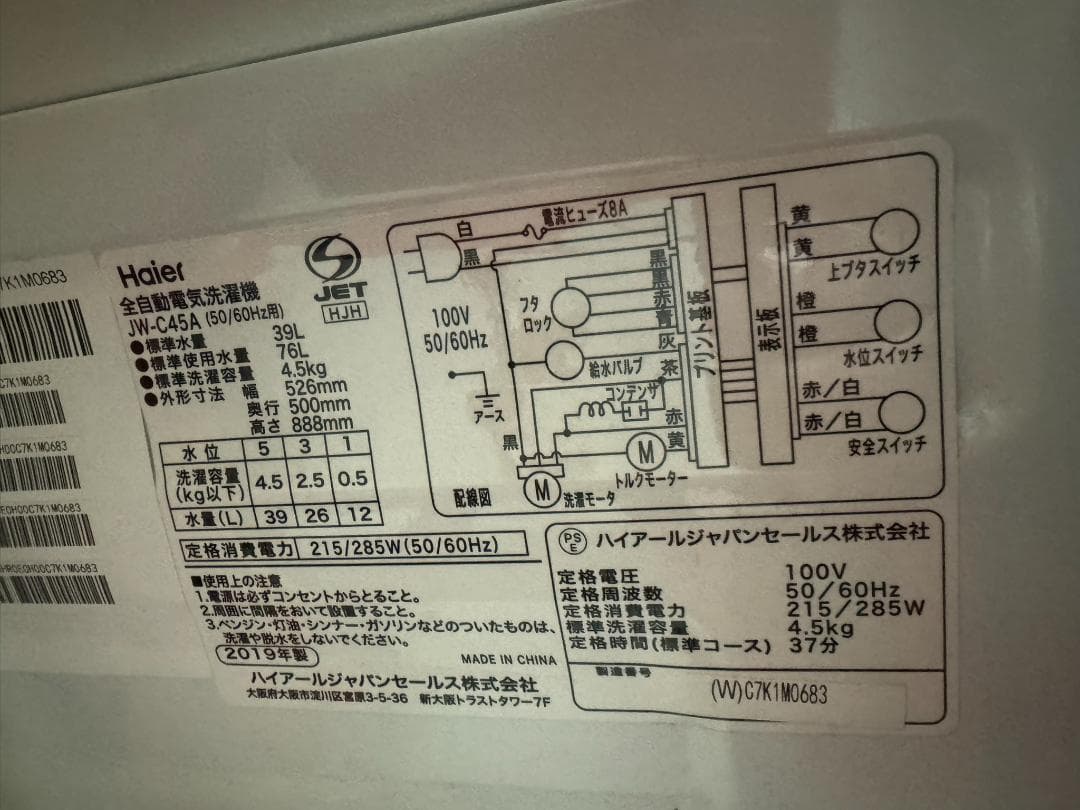 7K1M0683
C7K1M0683
H00C7K1M0683
E0H00C7K1M0683
HR0E0H00C7K1M0683
Haier
全自動電気洗濯機
JW-C45A (50/60Hz用)
●標準水量 39L
●標準使用水量 76L
●標準洗濯容量 4.5kg
●外形寸法 幅 526mm
奥行 500mm
高さ 888mm
JET
HJH
水位 5 3 1
洗濯容量(kg以下) 4.5 2.5 0.5
水量(L) 39 26 12
定格消費電力 215/285W(50/60Hz)
■使用上の注意
1.電源は必ずコンセントからとること。
2.周囲に間隔をおいて設置すること。
3.ベンジン・灯油・シンナー・ガソリンなどのついたものは、
洗濯や脱水をしないでください。
2019年製
MADE IN CHINA
ハイアールジャパンセールス株式会社
大阪府大阪市淀川区宮原3-5-36 新大阪トラストタワー7F
白
電流ヒューズ8A
黒
100V
50/60Hz
アース
フタ
ロック
黒
黒
赤
青
灰
給水バルブ
茶
コンデンサ
赤
黄
黒
M
トルクモーター
M
洗濯モータ
配線図
プリント基板
表示板
黄
黄
上ブタスイッチ
橙
橙
水位スイッチ
赤/白
赤/白
安全スイッチ
PS
E
ハイアールジャパンセールス株式会社
定格電圧 100V
定格周波数 50/60Hz
定格消費電力 215/285W
標準洗濯容量 4.5kg
定格時間(標準コース) 37分
製造番号
(W)C7K1M0683